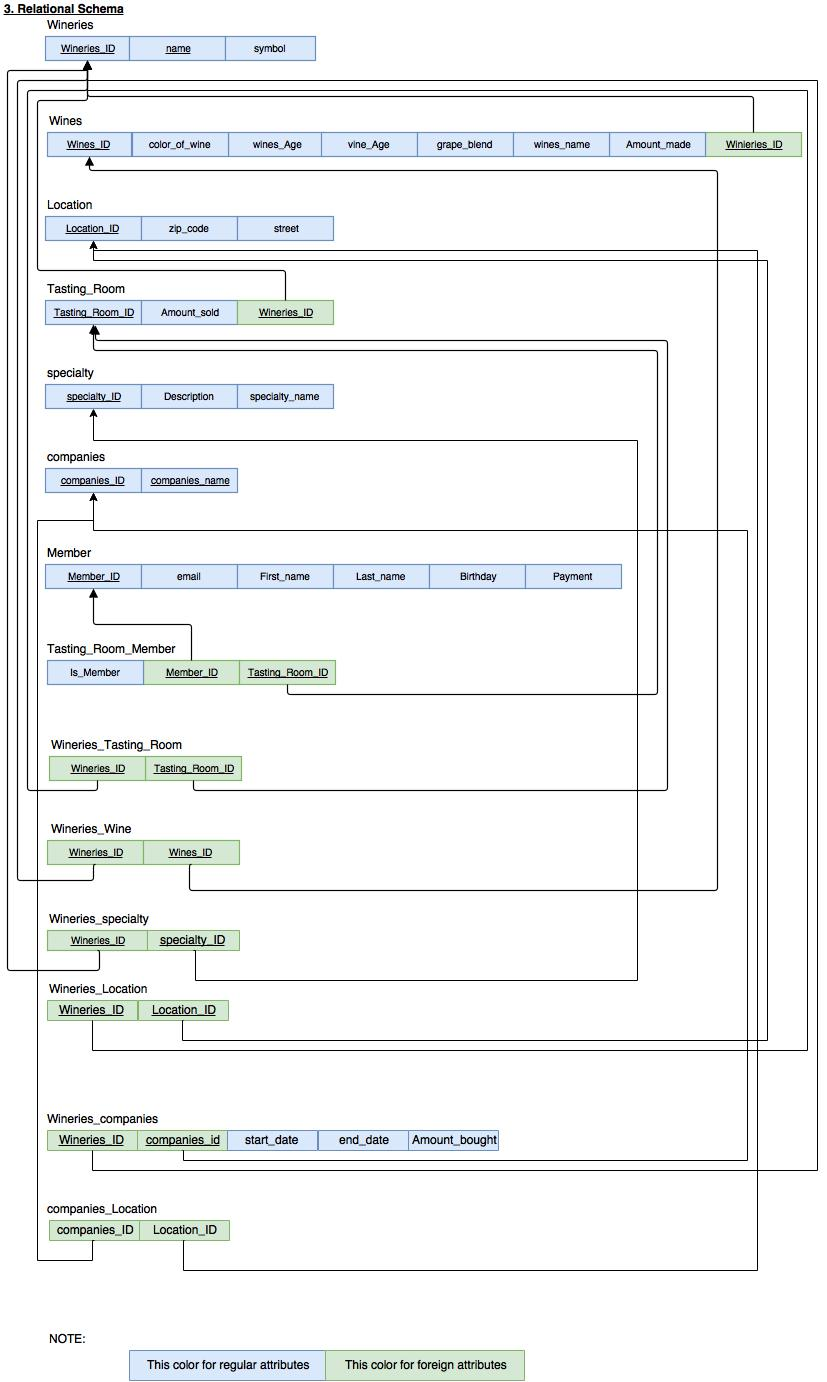 3. Relational Schema
Wineries
Wineries_ID name symbol
Wines
Wines_ID color_of_wine wines_Age vine_Age grape_blend wines_name Amount_made Winieries_ID
Location
Location_ID zip_code street
Tasting_Room
Tasting_Room_ID Amount_sold Wineries_ID
specialty
specialty_ID Description specialty_name
companies
companies_ID companies_name
Member
Member_ID email First_name Last_name Birthday Payment
Tasting_Room_Member
Is_Member Member_ID Tasting_Room_ID
Wineries_Tasting_Room
Wineries_ID Tasting_Room_ID
Wineries_Wine
Wineries_ID Wines_ID
Wineries_specialty
Wineries_ID specialty_ID
Wineries_Location
Wineries_ID Location_ID
Wineries_companies
Wineries_ID companies_id start_date end_date Amount_bought
companies_Location
companies_ID Location_ID
NOTE:
This color for regular attributes This color for foreign attributes